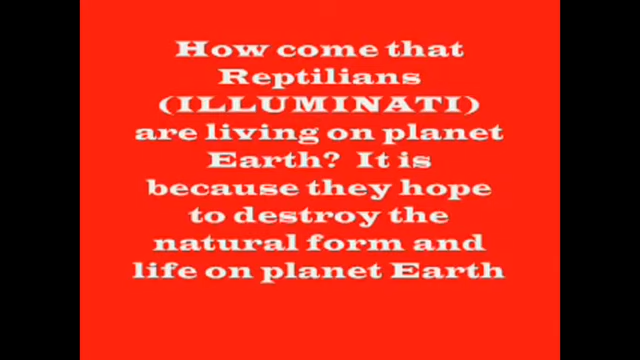 How come that
Reptilians
(ILLUMINATI)
are living on planet
Earth? It is
because they hope
to destroy the
natural form and
life on planet Earth